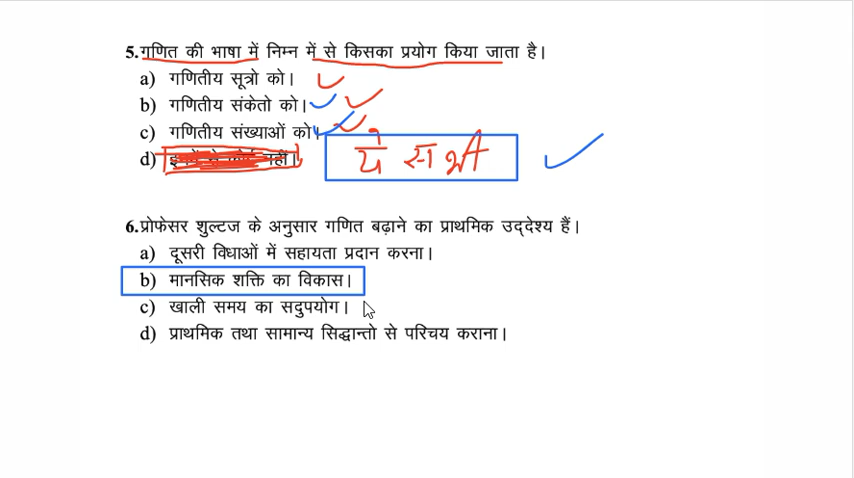 5. गणित की भाषा में निम्न में से किसका प्रयोग किया जाता है।
a) गणितीय सूत्रो को।
b) गणितीय संकेतो को।
c) गणितीय संख्याओं को
d) नहीं। ये सभी
6. प्रोफेसर शुल्टज के अनुसार गणित बढ़ाने का प्राथमिक उद्देश्य हैं।
a) दूसरी विधाओं में सहायता प्रदान करना।
b) मानसिक शक्ति का विकास।
c) खाली समय का सदुपयोग।
d) प्राथमिक तथा सामान्य सिद्धान्तो से परिचय कराना।